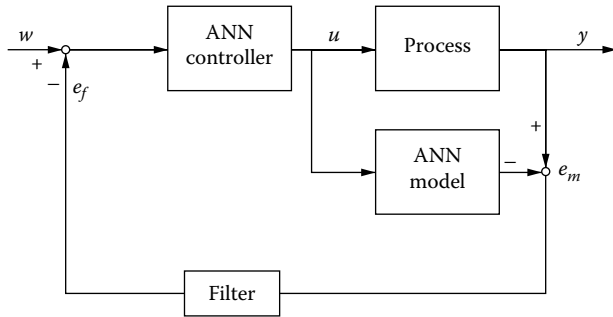 w
+
−
e_f
ANN
controller
u
Process
y
ANN
model
+
−
e_m
Filter